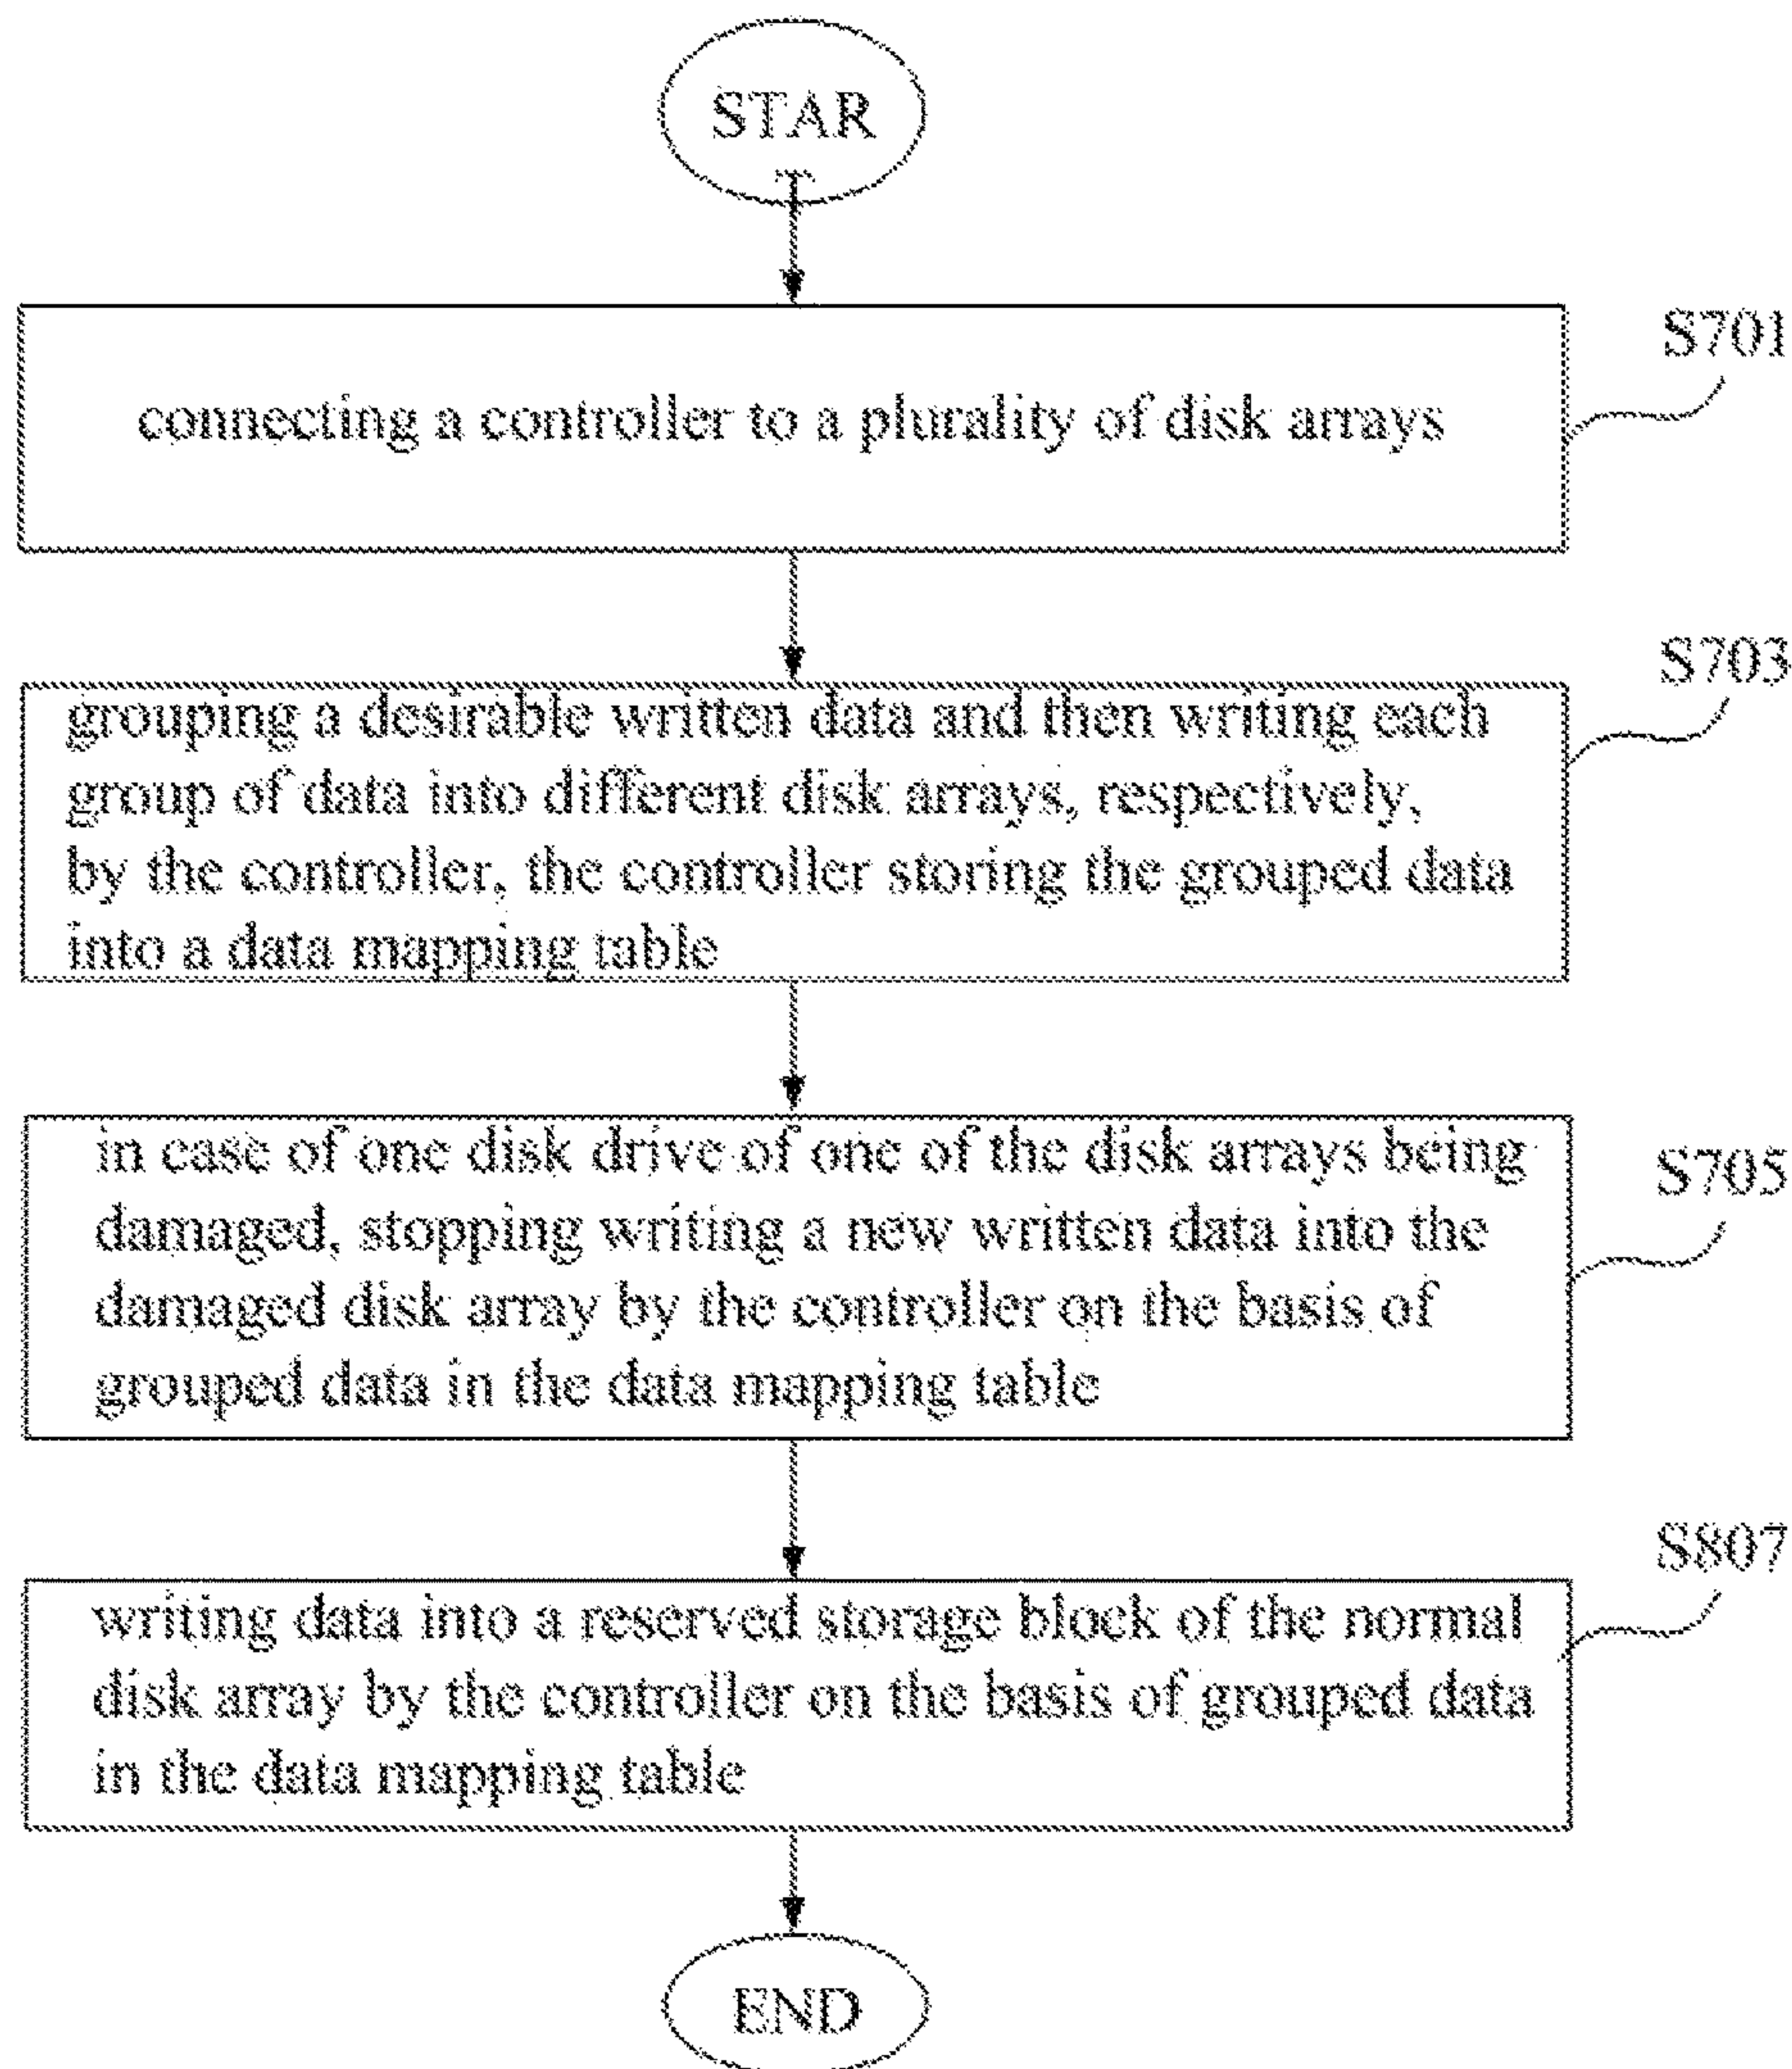 STAR
T
connecting a controller to a plurality of disk arrays
S701
S703
grouping a desirable written data and then writing each
group of data into different disk arrays, respectively,
by the controller, the controller storing the grouped data
into a data mapping table
in case of one disk drive of one of the disk arrays being
S705
damaged, stopping writing a new written data into the
damaged disk array by the controller on the basis of
grouped data in the data mapping table
S807
writing data into a reserved storage block of the normal
disk array by the controller on the basis of grouped data
in the data mapping table
END